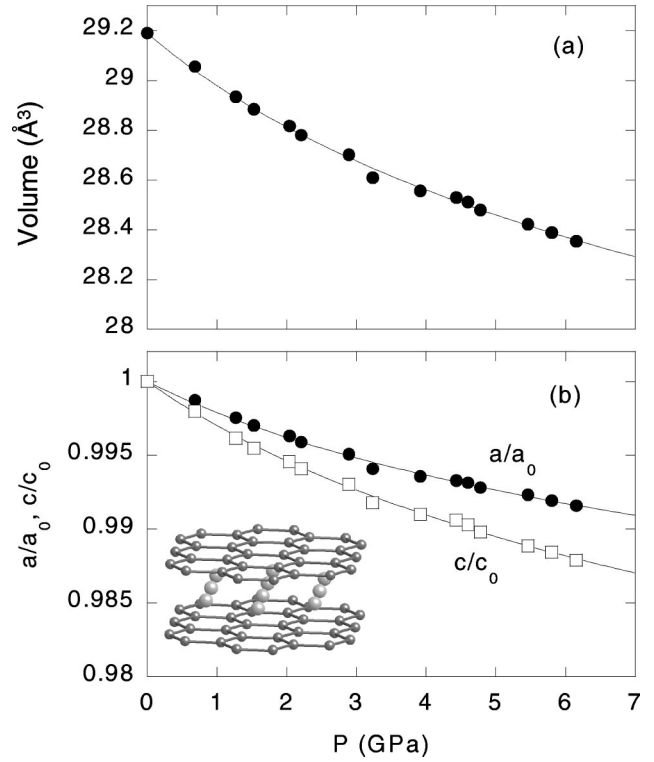 29.2
29
28.8
28.6
28.4
28.2
28
Volume (Å³)
(a)
1
0.995
0.99
0.985
0.98
a/a₀, c/c₀
(b)
a/a₀
c/c₀
0 1 2 3 4 5 6 7
P (GPa)